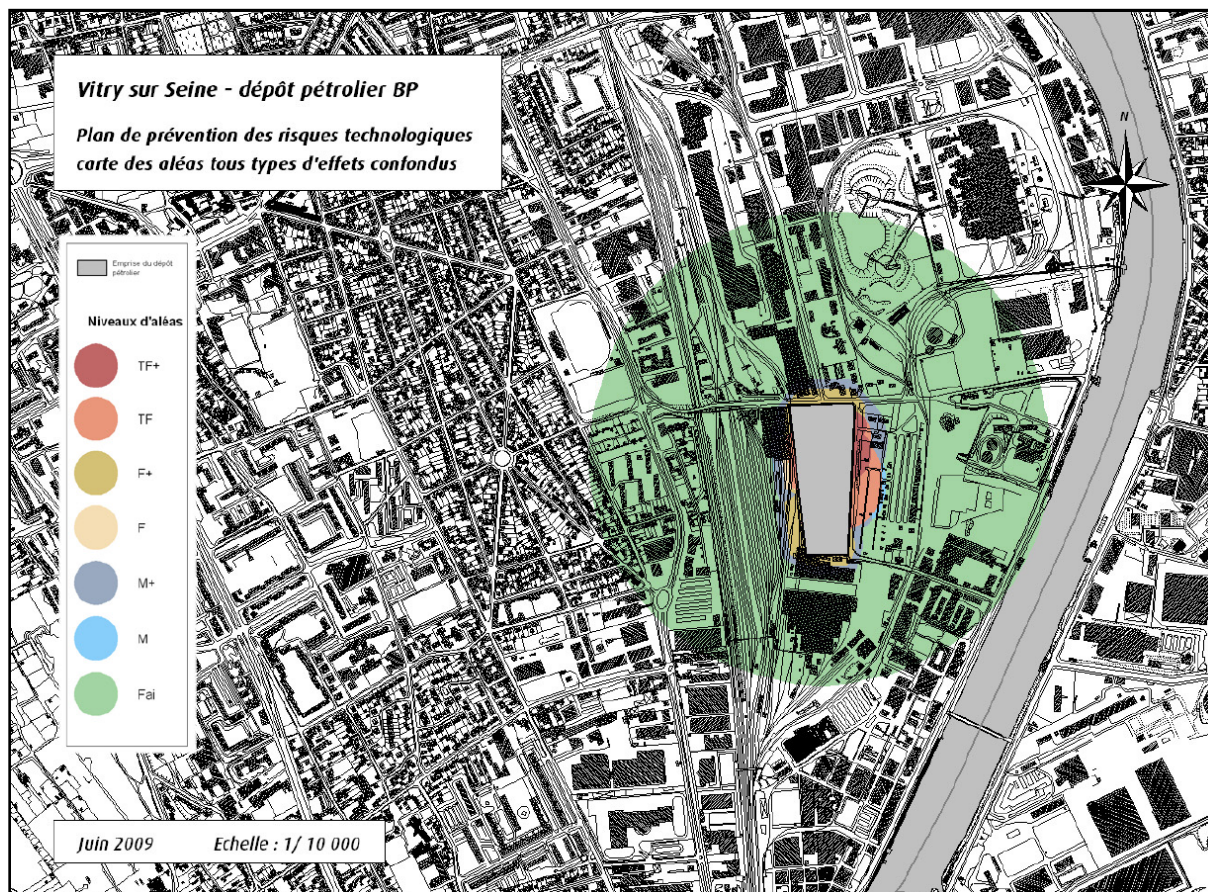 Vitry sur Seine - dépôt pétrolier BP
Plan de prévention des risques technologiques
carte des aléas tous types d'effets confondus
N
Emprise du dépôt
pétrolier
Niveaux d'aléas
TF+
TF
F+
F
M+
M
Fai
Juin 2009 Echelle : 1/ 10 000